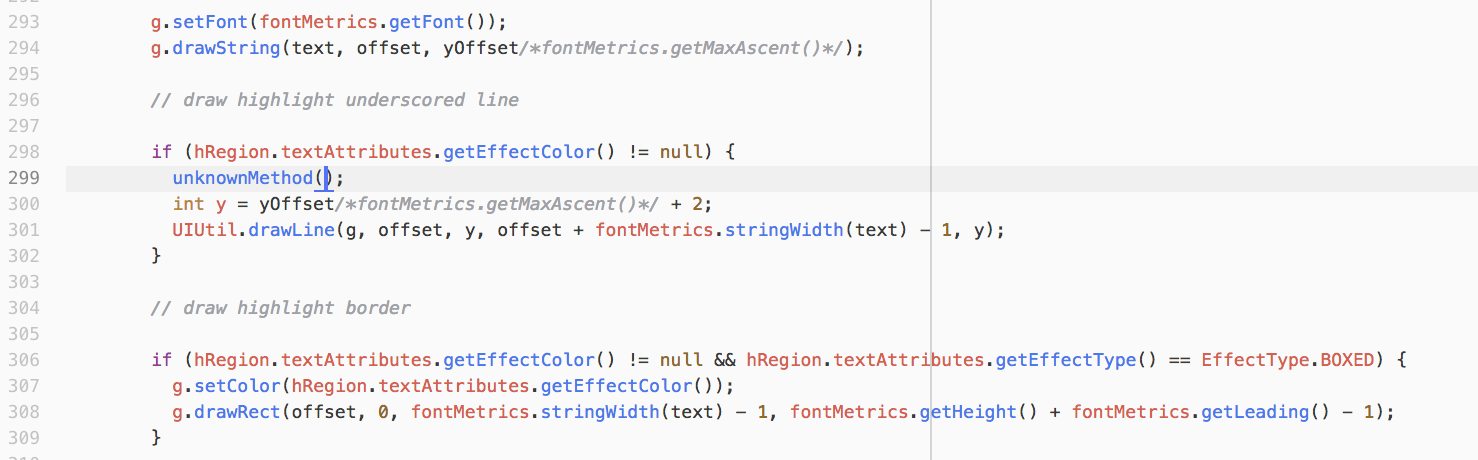 293 g.setFont(fontMetrics.getFont());
294 g.drawString(text, offset, yOffset/*fontMetrics.getMaxAscent()*/);
295
296 // draw highlight underscored line
297
298 if (hRegion.textAttributes.getEffectColor() != null) {
299 unknownMethod();
300 int y = yOffset/*fontMetrics.getMaxAscent()*/ + 2;
301 UIUtil.drawLine(g, offset, y, offset + fontMetrics.stringWidth(text) - 1, y);
302 }
303
304 // draw highlight border
305
306 if (hRegion.textAttributes.getEffectColor() != null && hRegion.textAttributes.getEffectType() == EffectType.BOXED) {
307 g.setColor(hRegion.textAttributes.getEffectColor());
308 g.drawRect(offset, 0, fontMetrics.stringWidth(text) - 1, fontMetrics.getHeight() + fontMetrics.getLeading() - 1);
309 }